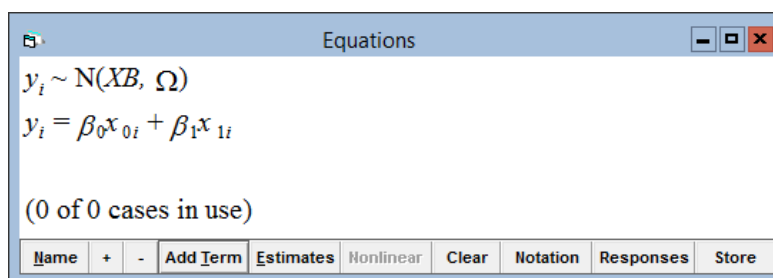 Equations
yᵢ ~ N(XB, Ω)
yᵢ = β₀x₀ᵢ + β₁x₁ᵢ
(0 of 0 cases in use)
Name + - Add Term Estimates Nonlinear Clear Notation Responses Store